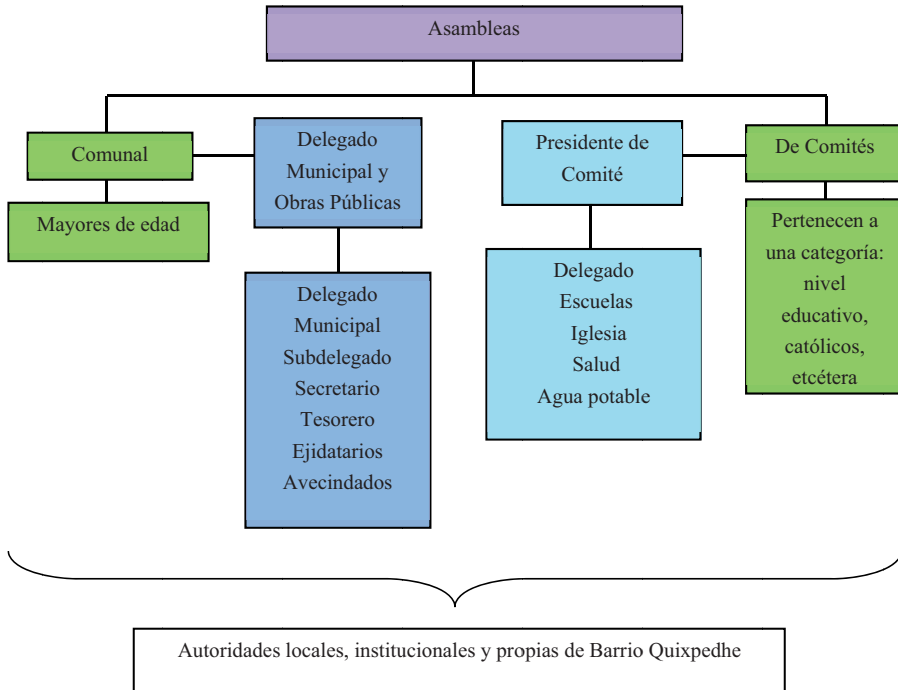 Asambleas
Comunal
Mayores de edad
Delegado
Municipal y
Obras Públicas
Delegado
Municipal
Subdelegado
Secretario
Tesorero
Ejidatarios
Avecindados
Presidente de
Comité
Delegado
Escuelas
Iglesia
Salud
Agua potable
De Comités
Pertenecen a
una categoría:
nivel
educativo,
católicos,
etcétera
Autoridades locales, institucionales y propias de Barrio Quixpedhe